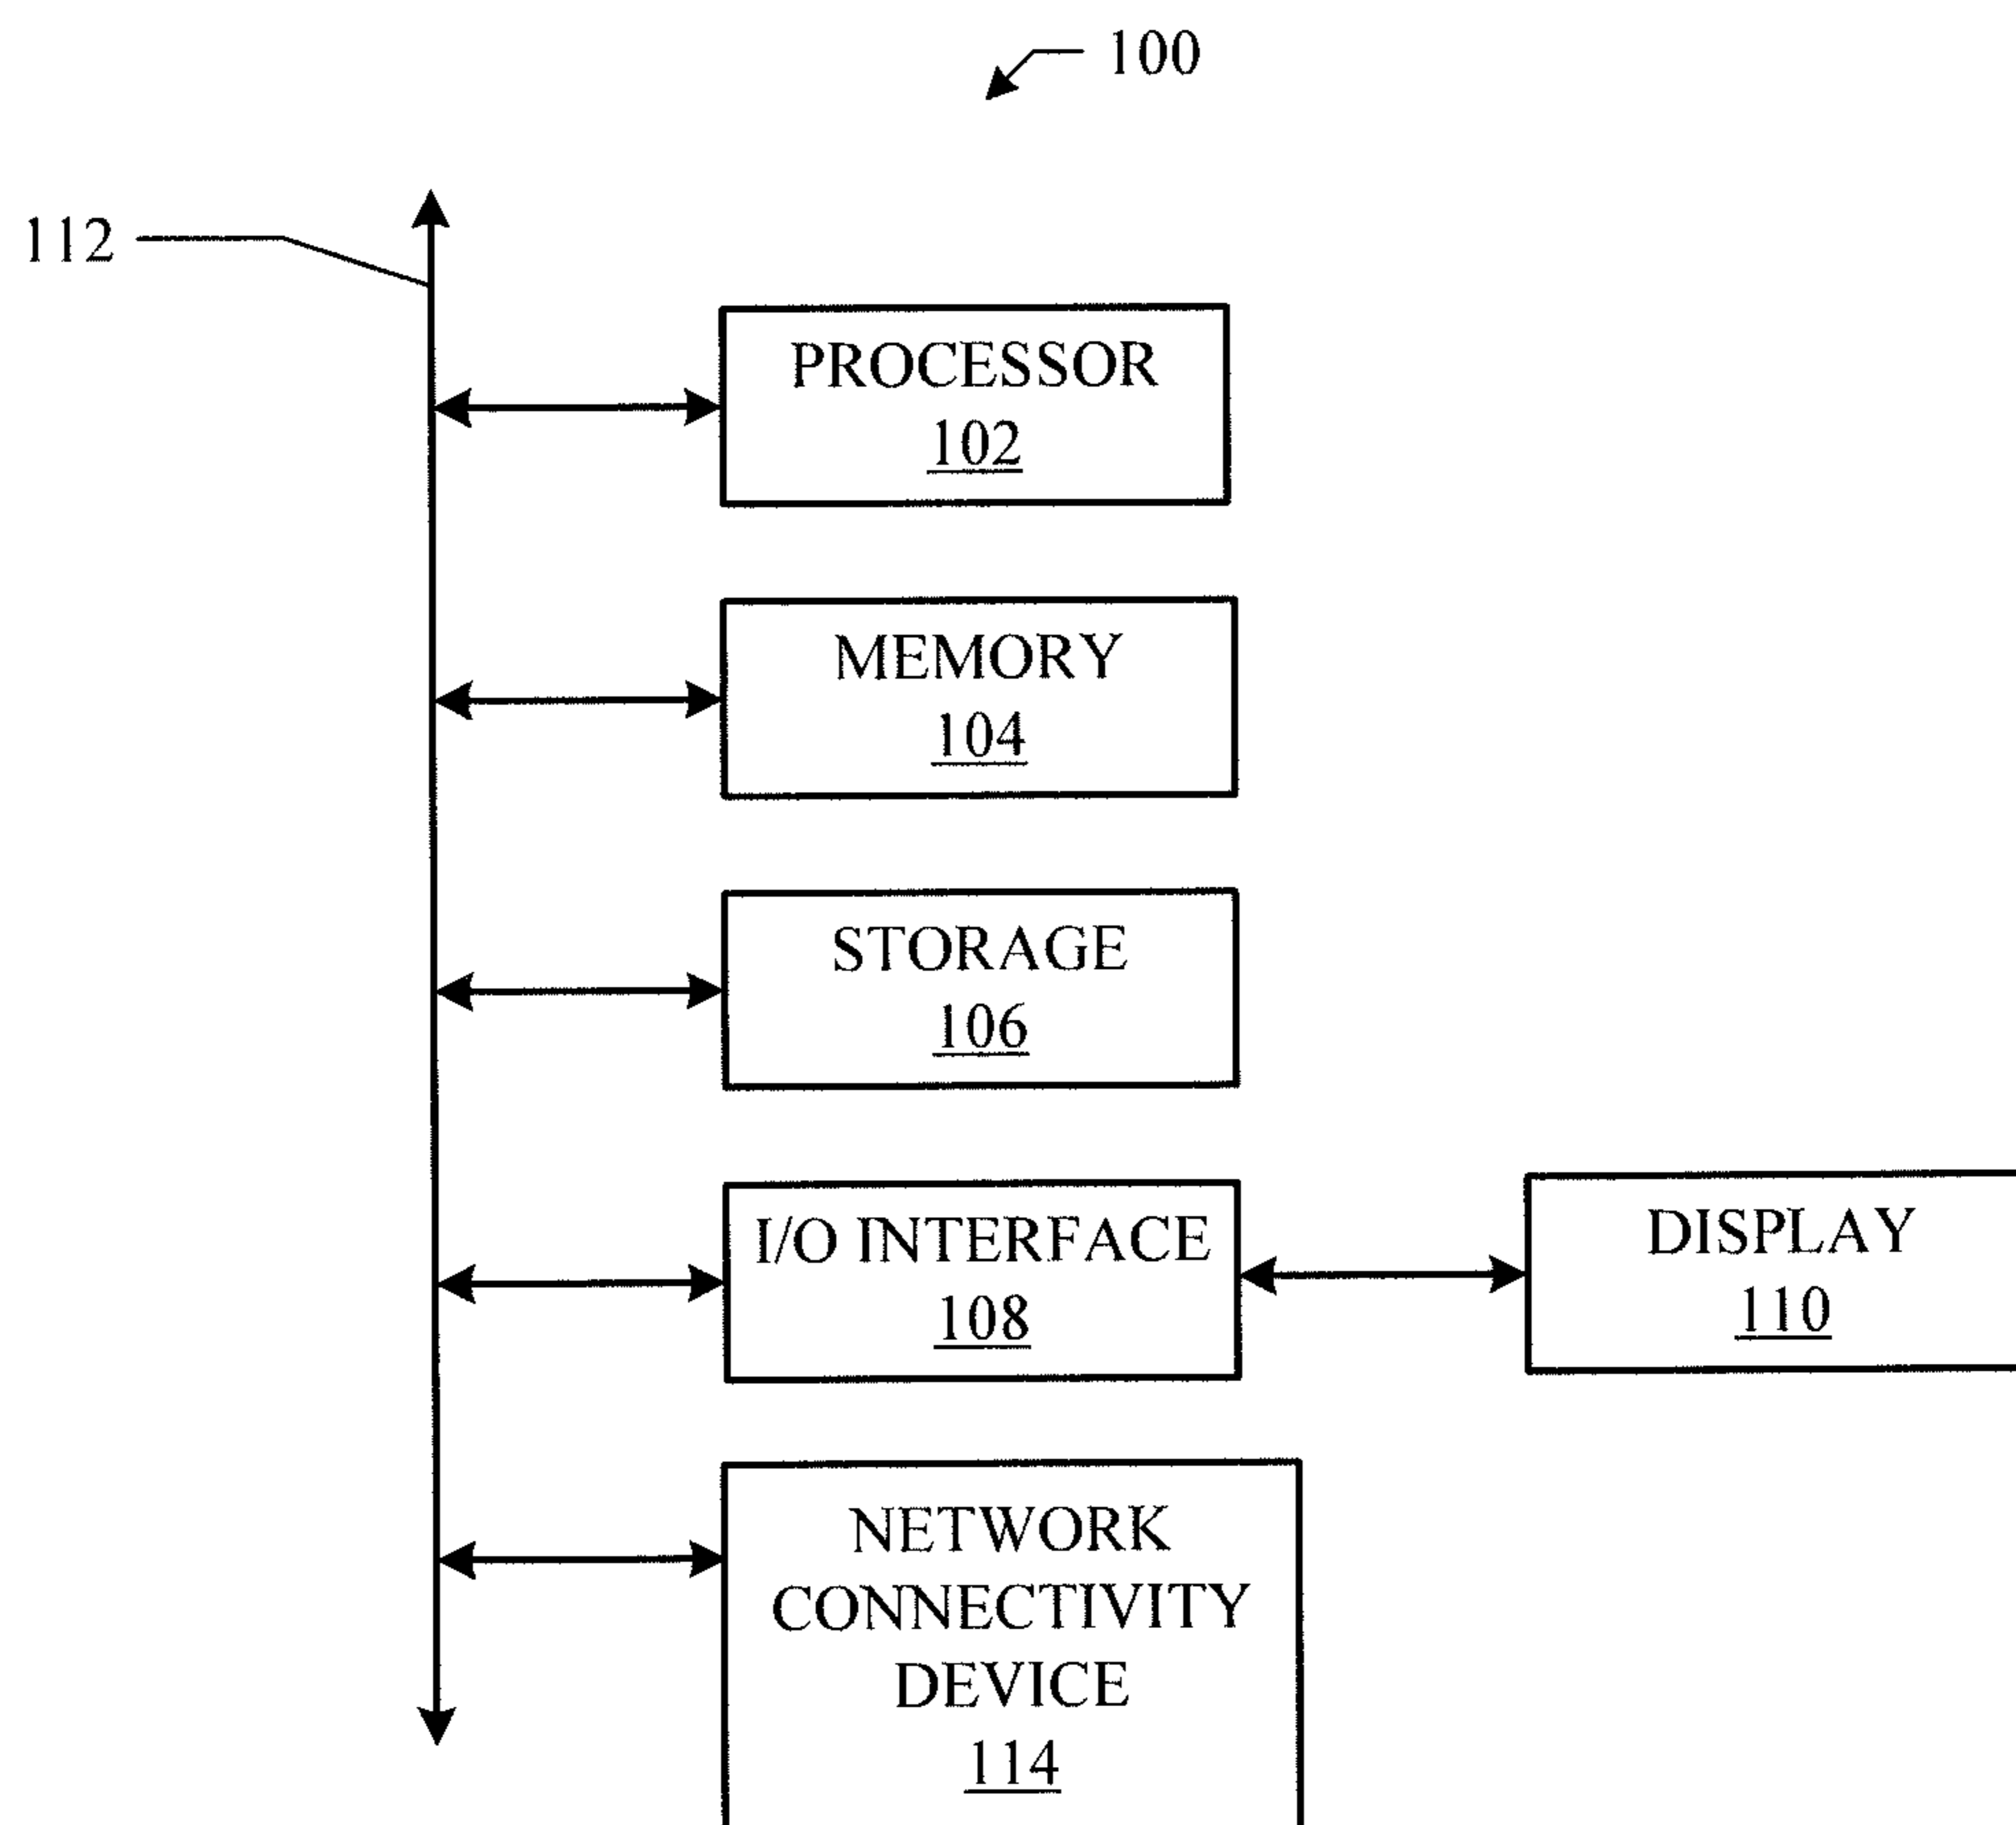 100
112
PROCESSOR
102
MEMORY
104
STORAGE
106
I/O INTERFACE
108
DISPLAY
110
NETWORK
CONNECTIVITY
DEVICE
114